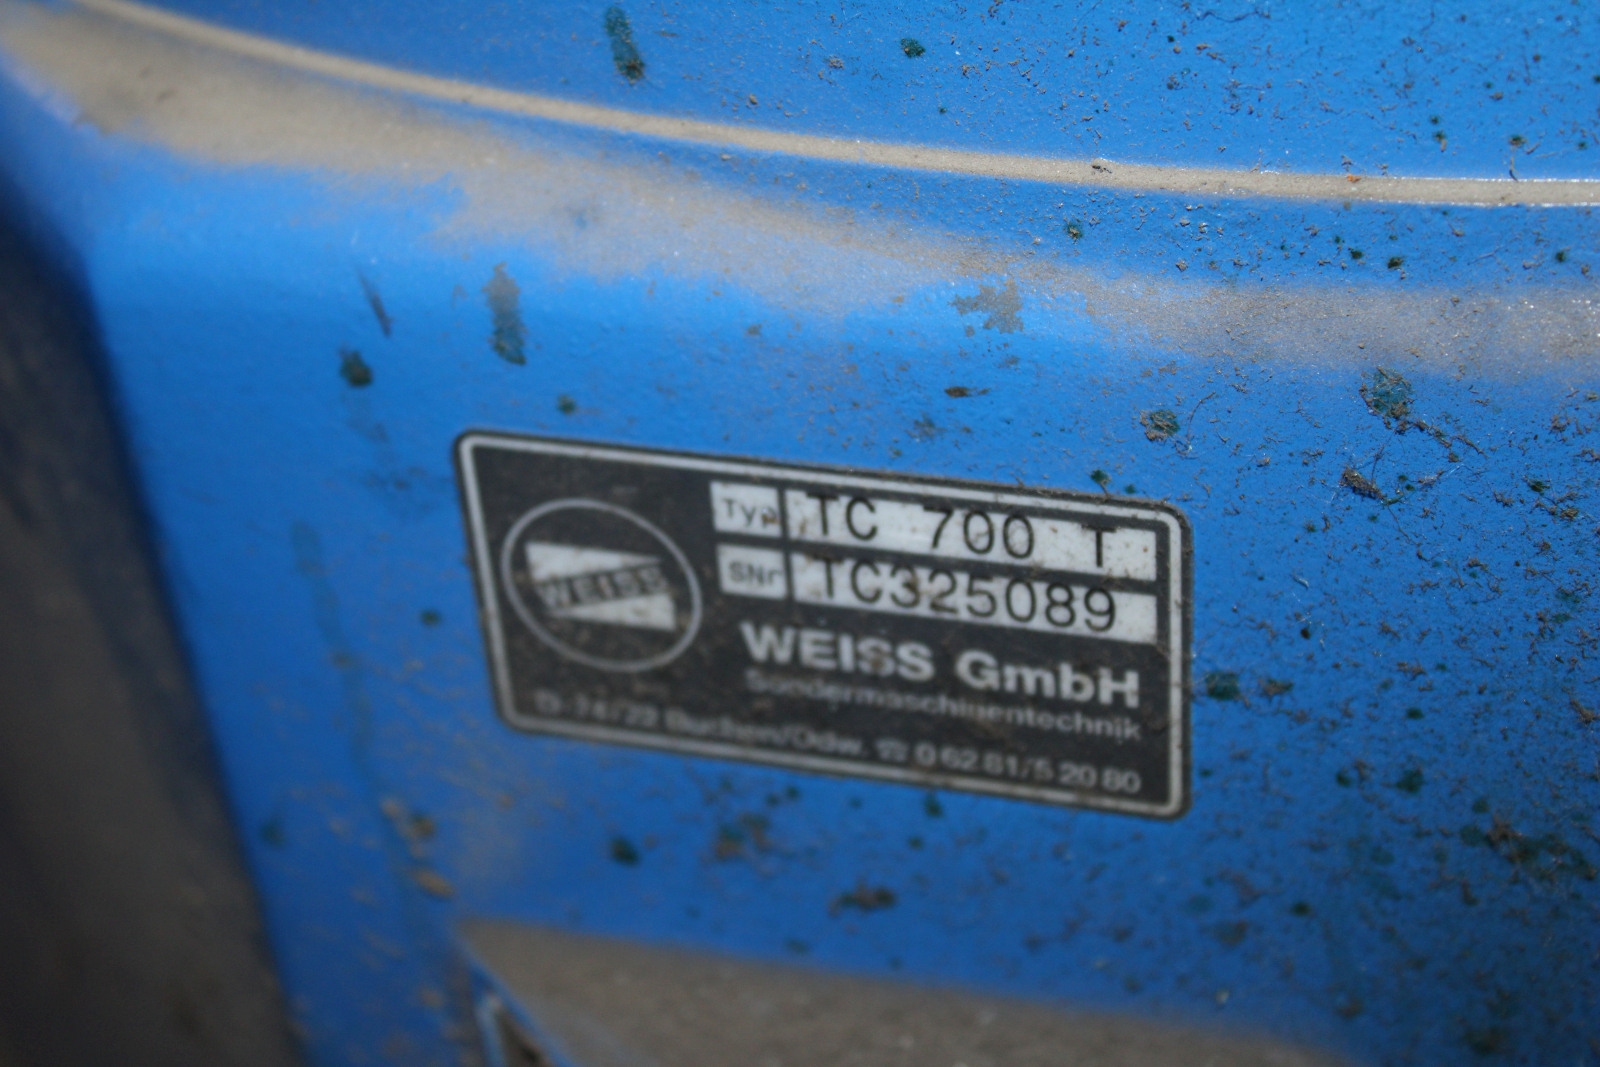 WEISS
Typ TC 700 T
SNr TC325089
WEISS GmbH
Sondermaschinentechnik
D-74722 Buchen/Odw. ☎ 0 62 81/5 20 80